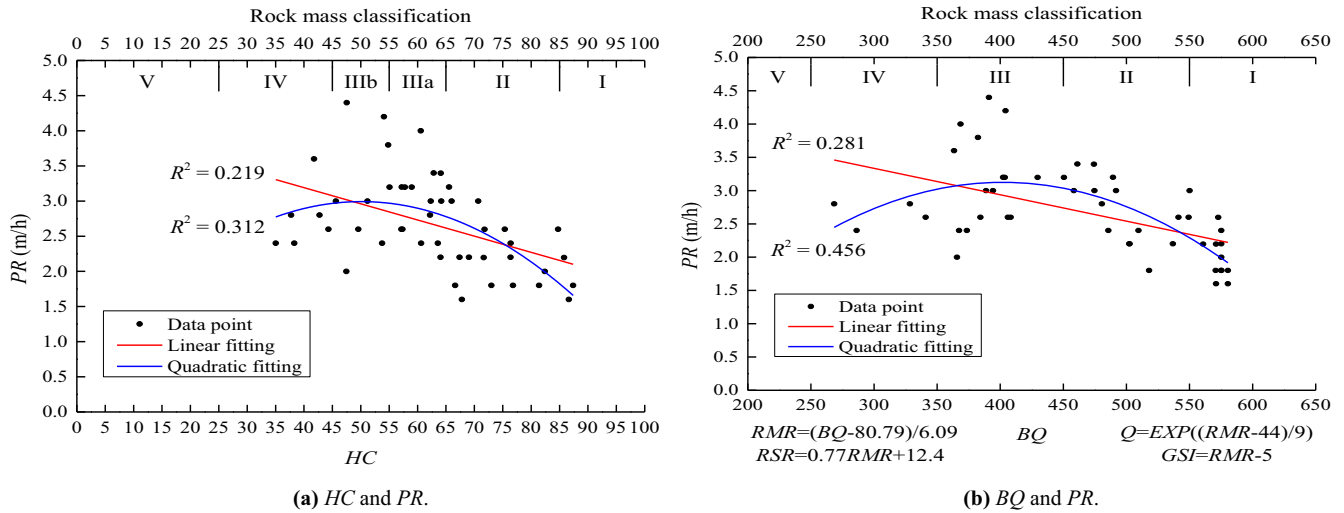 Rock mass classification
0 5 10 15 20 25 30 35 40 45 50 55 60 65 70 75 80 85 90 95 100
V IV IIIb IIIa II I
5.0
4.5
4.0
3.5
3.0
2.5
2.0
1.5
1.0
0.5
0.0
PR (m/h)
R² = 0.219
R² = 0.312
Data point
Linear fitting
Quadratic fitting
0 5 10 15 20 25 30 35 40 45 50 55 60 65 70 75 80 85 90 95 100
HC
(a) HC and PR.
Rock mass classification
200 250 300 350 400 450 500 550 600 650
V IV III II I
5.0
4.5
4.0
3.5
3.0
2.5
2.0
1.5
1.0
0.5
0.0
PR (m/h)
R² = 0.281
R² = 0.456
Data point
Linear fitting
Quadratic fitting
200 250 300 350 400 450 500 550 600 650
RMR=(BQ-80.79)/6.09 BQ Q=EXP((RMR-44)/9)
RSR=0.77RMR+12.4 GSI=RMR-5
(b) BQ and PR.